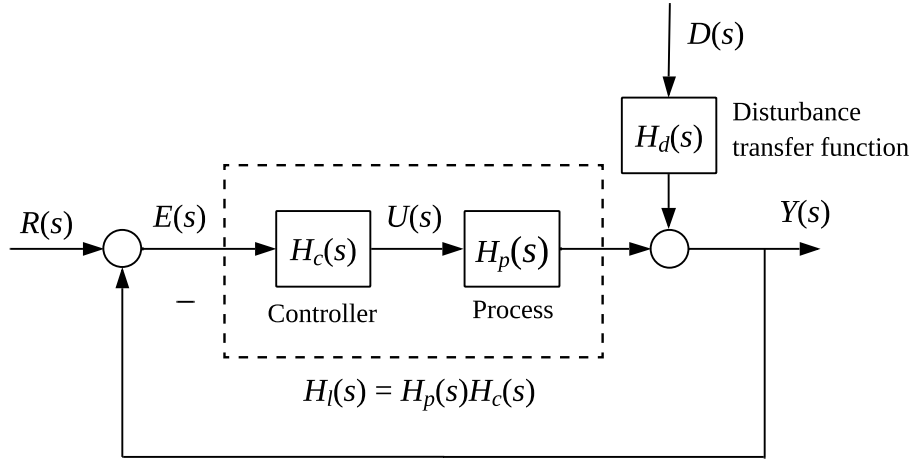 D(s)
Disturbance
H_d(s)
transfer function
R(s)
E(s)
U(s)
Y(s)
H_c(s)
H_p(s)
−
Controller
Process
H_l(s) = H_p(s)H_c(s)